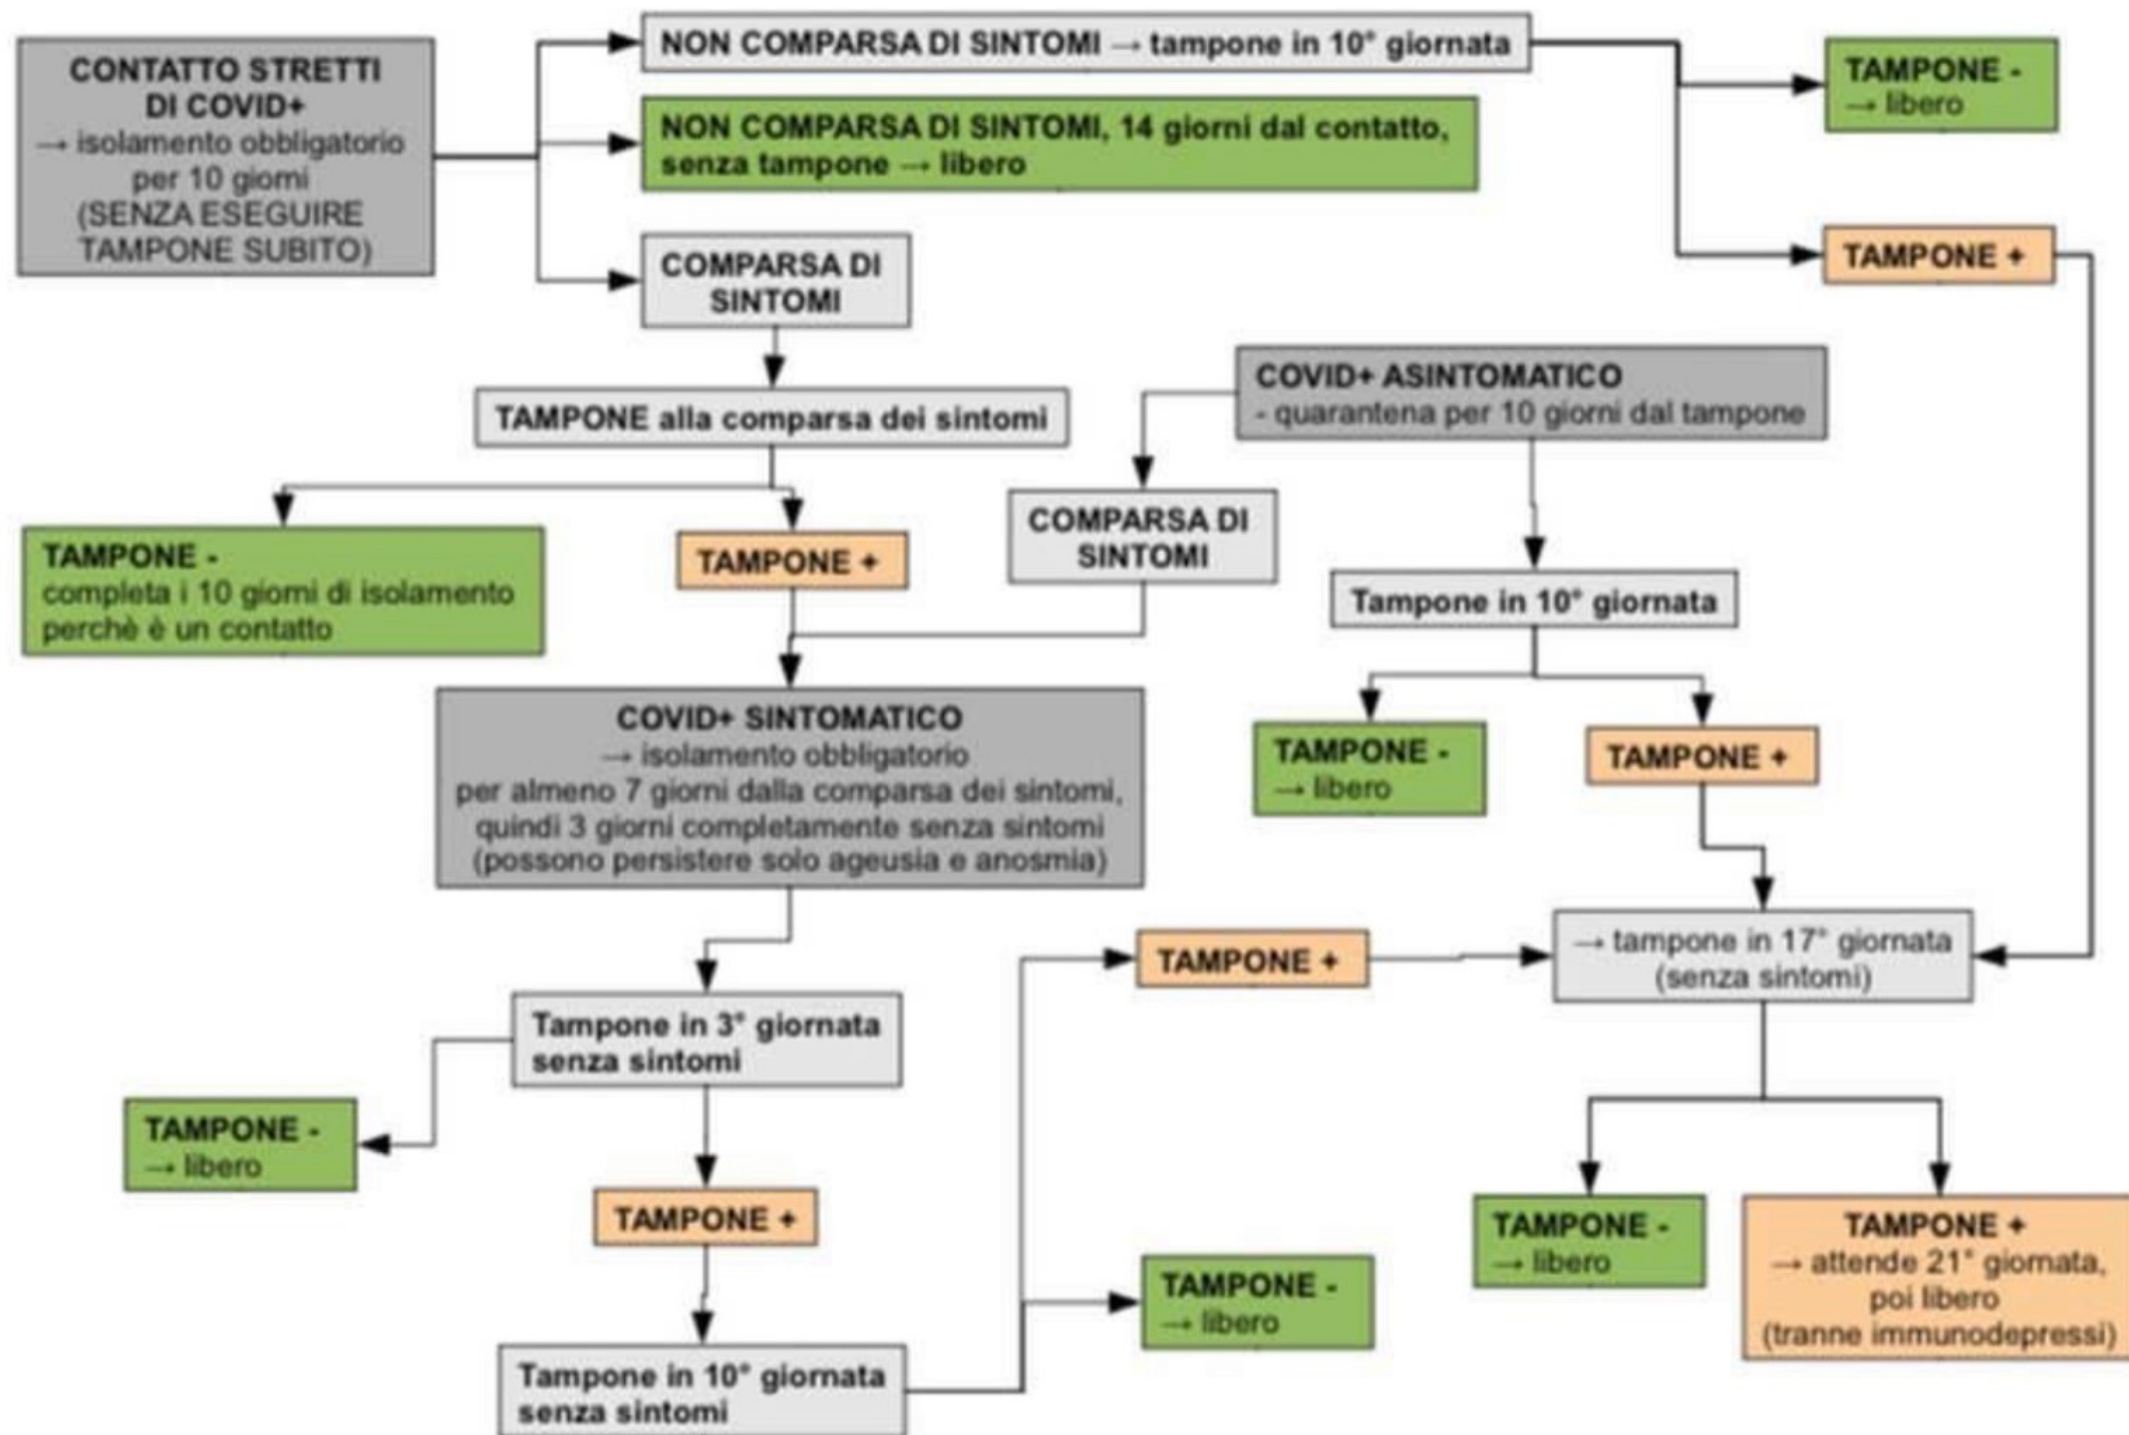 CONTATTO STRETTI
DI COVID+
→ isolamento obbligatorio
per 10 giorni
(SENZA ESEGUIRE
TAMPONE SUBITO)
NON COMPARSA DI SINTOMI → tampone in 10° giornata
NON COMPARSA DI SINTOMI, 14 giorni dal contatto,
senza tampone → libero
COMPARSA DI
SINTOMI
TAMPONE -
→ libero
TAMPONE +
TAMPONE alla comparsa dei sintomi
COVID+ ASINTOMATICO
- quarantena per 10 giorni dal tampone
TAMPONE -
completa i 10 giorni di isolamento
perchè è un contatto
TAMPONE +
COMPARSA DI
SINTOMI
Tampone in 10° giornata
COVID+ SINTOMATICO
→ isolamento obbligatorio
per almeno 7 giorni dalla comparsa dei sintomi,
quindi 3 giorni completamente senza sintomi
(possono persistere solo ageusia e anosmia)
TAMPONE -
→ libero
TAMPONE +
TAMPONE +
→ tampone in 17° giornata
(senza sintomi)
Tampone in 3° giornata
senza sintomi
TAMPONE -
→ libero
TAMPONE +
TAMPONE -
→ libero
TAMPONE -
→ libero
TAMPONE +
→ attende 21° giornata,
poi libero
(tranne immunodepressi)
Tampone in 10° giornata
senza sintomi